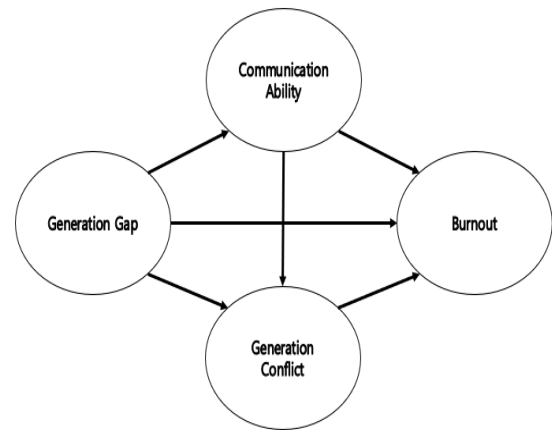 Communication
Ability
Generation Gap
Burnout
Generation
Conflict